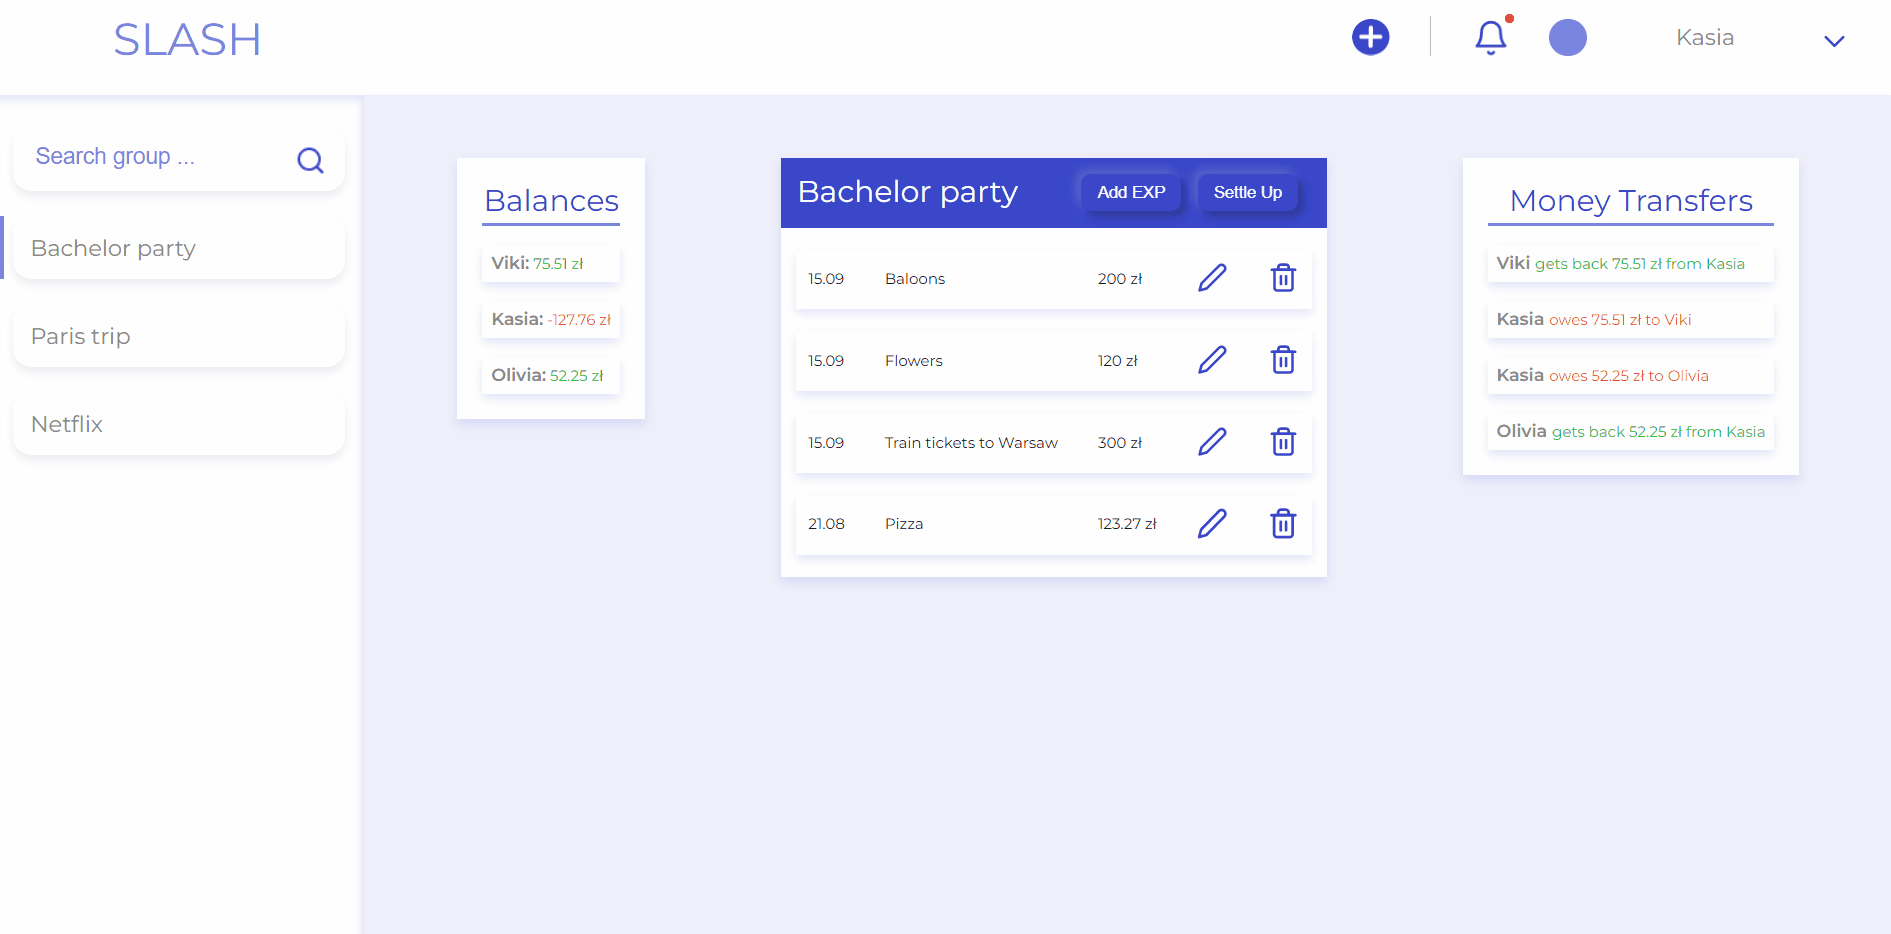 SLASH
Kasia
Search group ...
Bachelor party
Paris trip
Netflix
Balances
Viki: 75.51 zł
Kasia: -127.76 zł
Olivia: 52.25 zł
Bachelor party
Add EXP
Settle Up
15.09 Baloons 200 zł
15.09 Flowers 120 zł
15.09 Train tickets to Warsaw 300 zł
21.08 Pizza 123.27 zł
Money Transfers
Viki gets back 75.51 zł from Kasia
Kasia owes 75.51 zł to Viki
Kasia owes 52.25 zł to Olivia
Olivia gets back 52.25 zł from Kasia